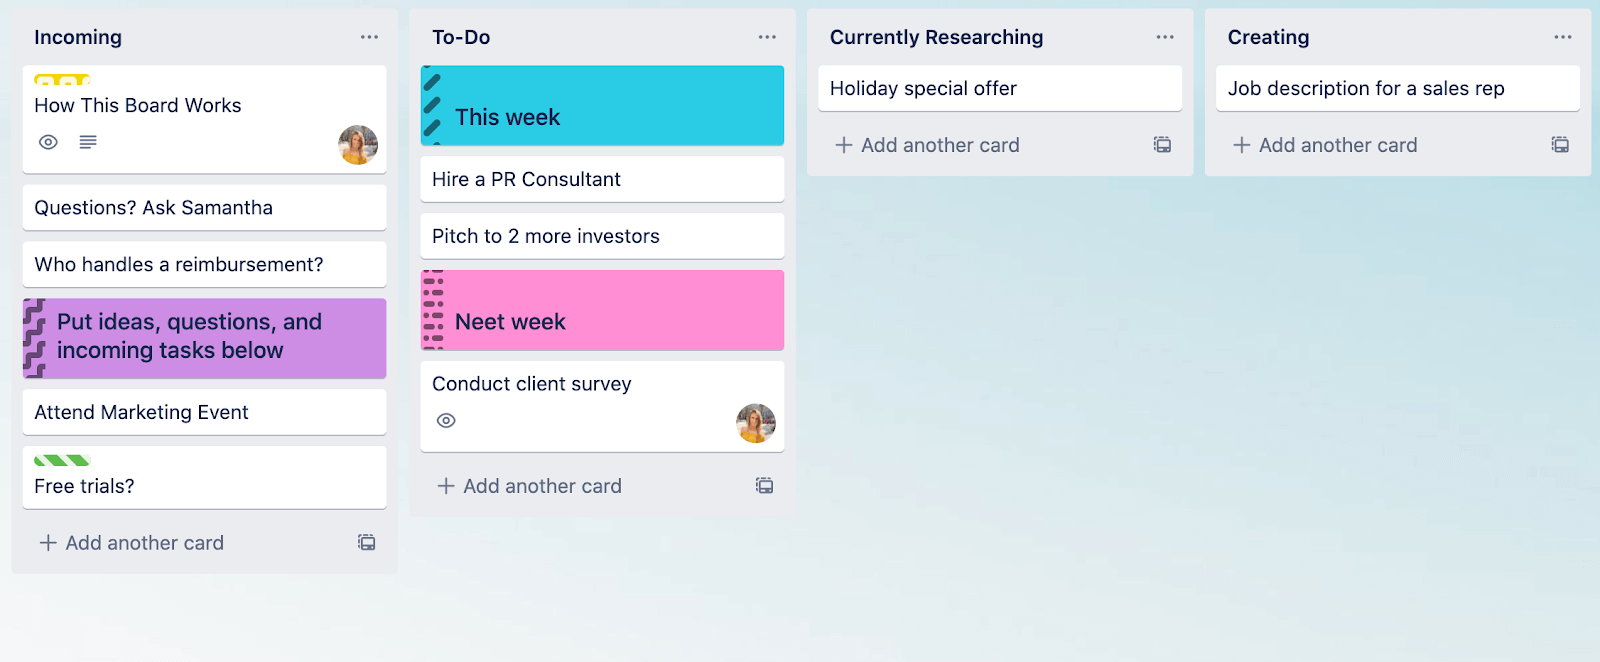 Incoming
How This Board Works
Questions? Ask Samantha
Who handles a reimbursement?
Put ideas, questions, and
incoming tasks below
Attend Marketing Event
Free trials?
Add another card
To-Do
This week
Hire a PR Consultant
Pitch to 2 more investors
Neet week
Conduct client survey
Add another card
Currently Researching
Holiday special offer
Add another card
Creating
Job description for a sales rep
Add another card